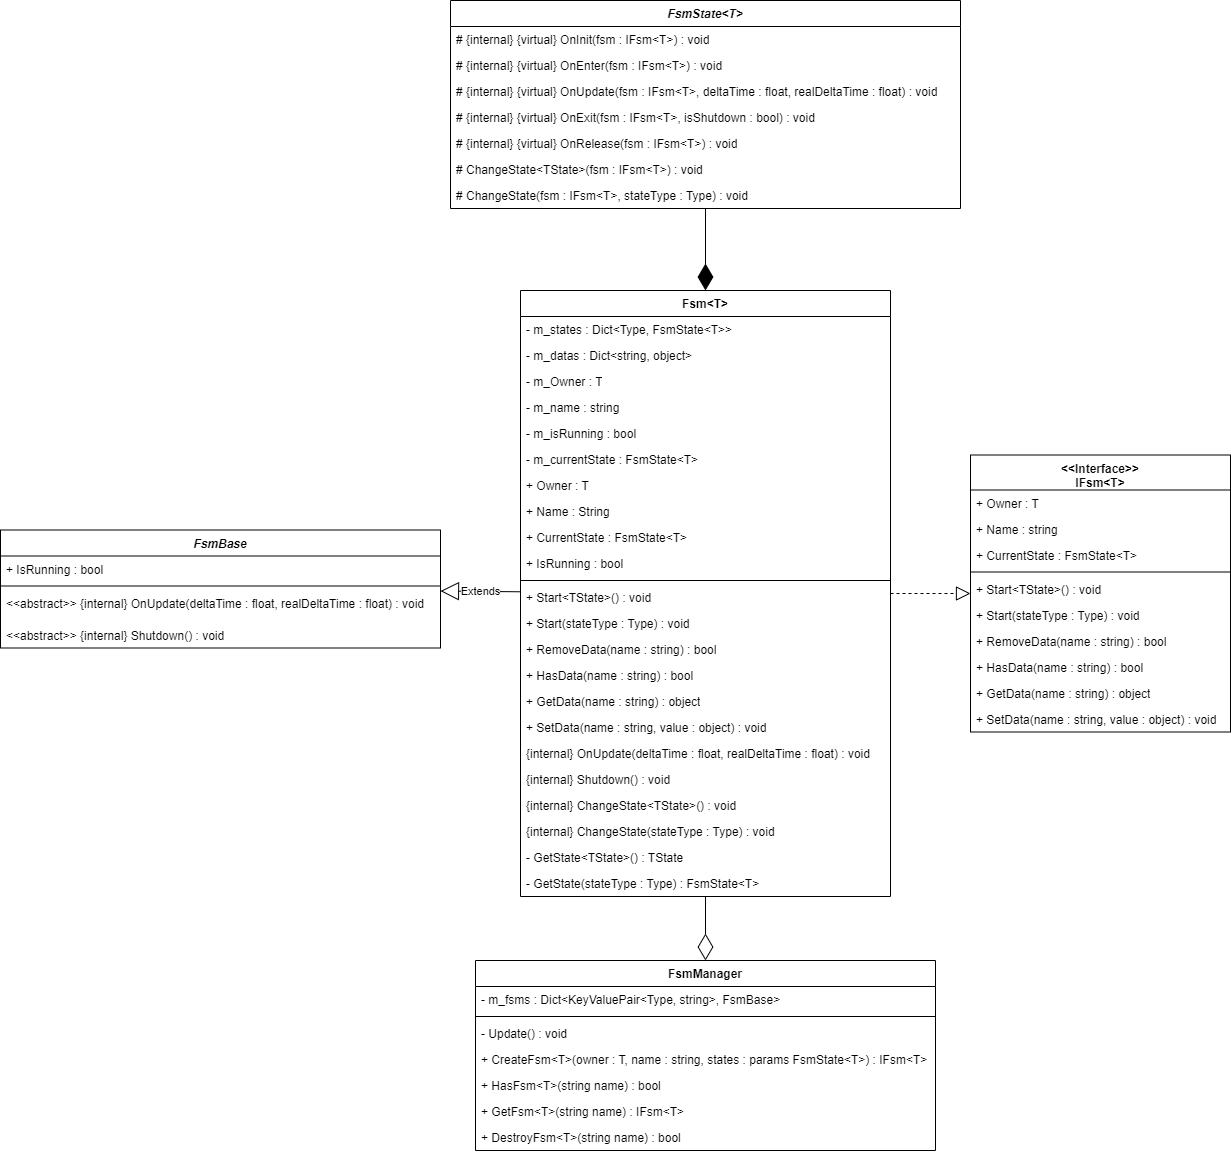 FsmState<T>
# {internal} {virtual} OnInit(fsm : IFsm<T>) : void
# {internal} {virtual} OnEnter(fsm : IFsm<T>) : void
# {internal} {virtual} OnUpdate(fsm : IFsm<T>, deltaTime : float, realDeltaTime : float) : void
# {internal} {virtual} OnExit(fsm : IFsm<T>, isShutdown : bool) : void
# {internal} {virtual} OnRelease(fsm : IFsm<T>) : void
# ChangeState<TState>(fsm : IFsm<T>) : void
# ChangeState(fsm : IFsm<T>, stateType : Type) : void
Fsm<T>
- m_states : Dict<Type, FsmState<T>>
- m_datas : Dict<string, object>
- m_Owner : T
- m_name : string
- m_isRunning : bool
- m_currentState : FsmState<T>
+ Owner : T
+ Name : String
+ CurrentState : FsmState<T>
+ IsRunning : bool
+ Start<TState>() : void
+ Start(stateType : Type) : void
+ RemoveData(name : string) : bool
+ HasData(name : string) : bool
+ GetData(name : string) : object
+ SetData(name : string, value : object) : void
{internal} OnUpdate(deltaTime : float, realDeltaTime : float) : void
{internal} Shutdown() : void
{internal} ChangeState<TState>() : void
{internal} ChangeState(stateType : Type) : void
- GetState<TState>() : TState
- GetState(stateType : Type) : FsmState<T>
FsmBase
+ IsRunning : bool
<<abstract>> {internal} OnUpdate(deltaTime : float, realDeltaTime : float) : void
<<abstract>> {internal} Shutdown() : void
Extends
<<Interface>>
IFsm<T>
+ Owner : T
+ Name : string
+ CurrentState : FsmState<T>
+ Start<TState>() : void
+ Start(stateType : Type) : void
+ RemoveData(name : string) : bool
+ HasData(name : string) : bool
+ GetData(name : string) : object
+ SetData(name : string, value : object) : void
FsmManager
- m_fsms : Dict<KeyValuePair<Type, string>, FsmBase>
- Update() : void
+ CreateFsm<T>(owner : T, name : string, states : params FsmState<T>) : IFsm<T>
+ HasFsm<T>(string name) : bool
+ GetFsm<T>(string name) : IFsm<T>
+ DestroyFsm<T>(string name) : bool